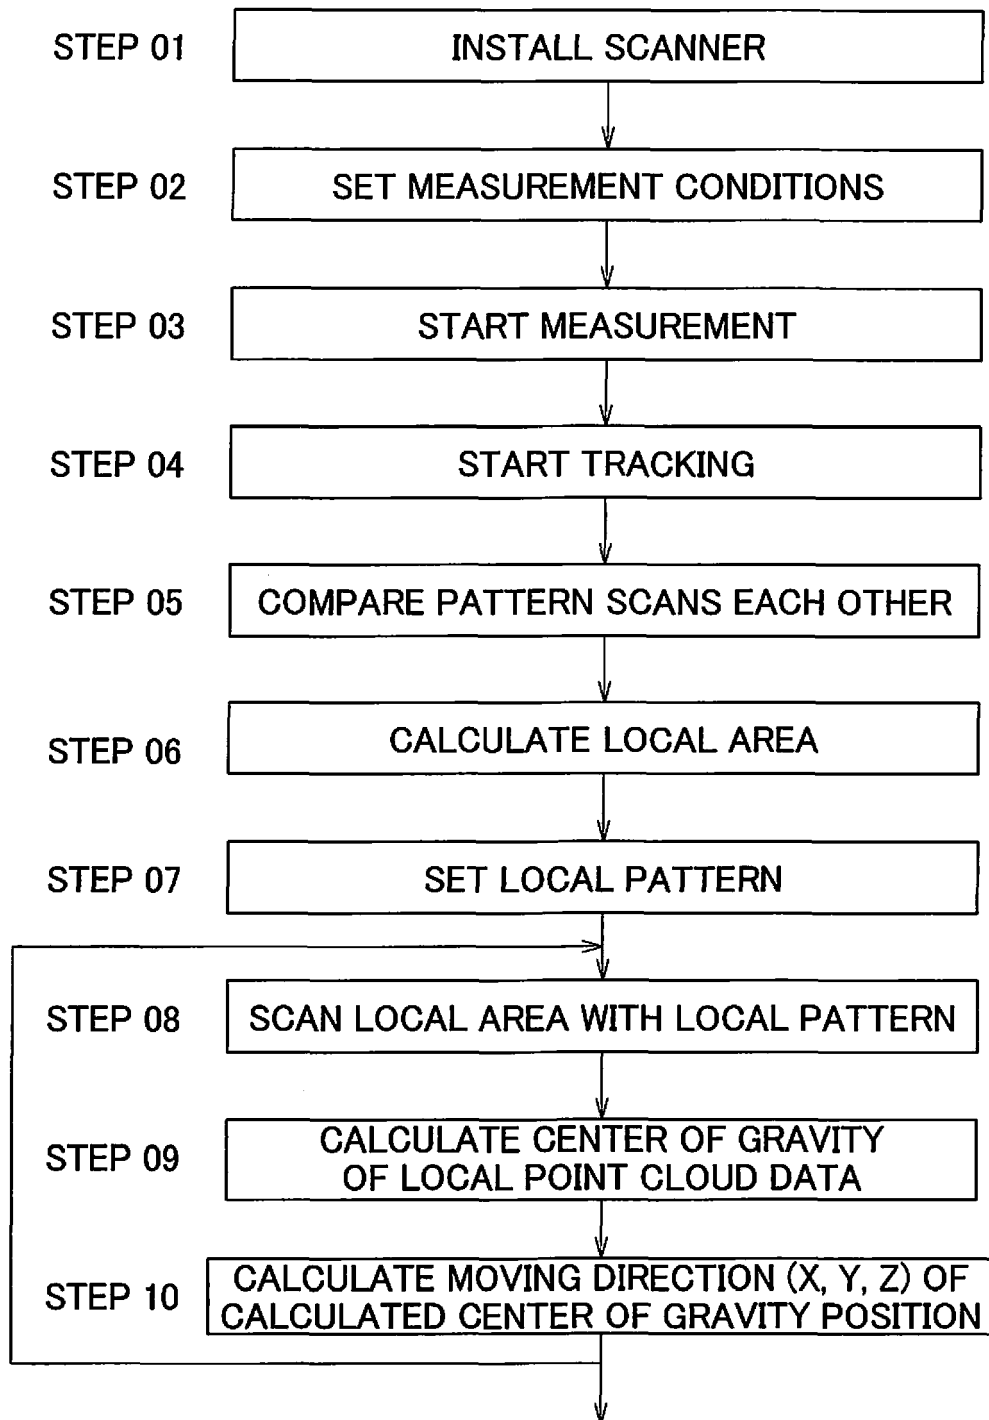 STEP 01 INSTALL SCANNER
STEP 02 SET MEASUREMENT CONDITIONS
STEP 03 START MEASUREMENT
STEP 04 START TRACKING
STEP 05 COMPARE PATTERN SCANS EACH OTHER
STEP 06 CALCULATE LOCAL AREA
STEP 07 SET LOCAL PATTERN
STEP 08 SCAN LOCAL AREA WITH LOCAL PATTERN
STEP 09 CALCULATE CENTER OF GRAVITY
OF LOCAL POINT CLOUD DATA
STEP 10 CALCULATE MOVING DIRECTION (X, Y, Z) OF
CALCULATED CENTER OF GRAVITY POSITION